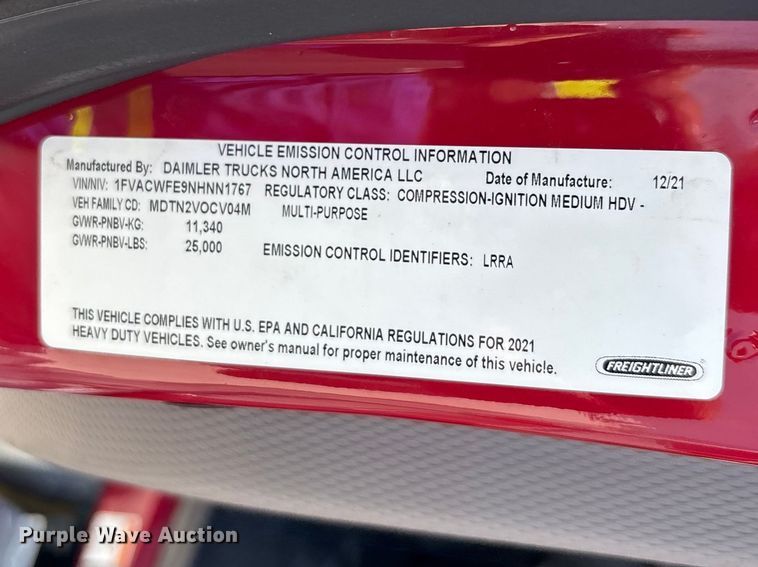 VEHICLE EMISSION CONTROL INFORMATION
Manufactured By: DAIMLER TRUCKS NORTH AMERICA LLC Date of Manufacture: 12/21
VIN/NIV: 1FVACWFE9NHNN1767 REGULATORY CLASS: COMPRESSION-IGNITION MEDIUM HDV -
VEH FAMILY CD: MDTN2VOCV04M MULTI-PURPOSE
GVWR-PNBV-KG: 11,340
GVWR-PNBV-LBS: 25,000 EMISSION CONTROL IDENTIFIERS: LRRA
THIS VEHICLE COMPLIES WITH U.S. EPA AND CALIFORNIA REGULATIONS FOR 2021
HEAVY DUTY VEHICLES. See owner's manual for proper maintenance of this vehicle.
FREIGHTLINER
Purple Wave Auction